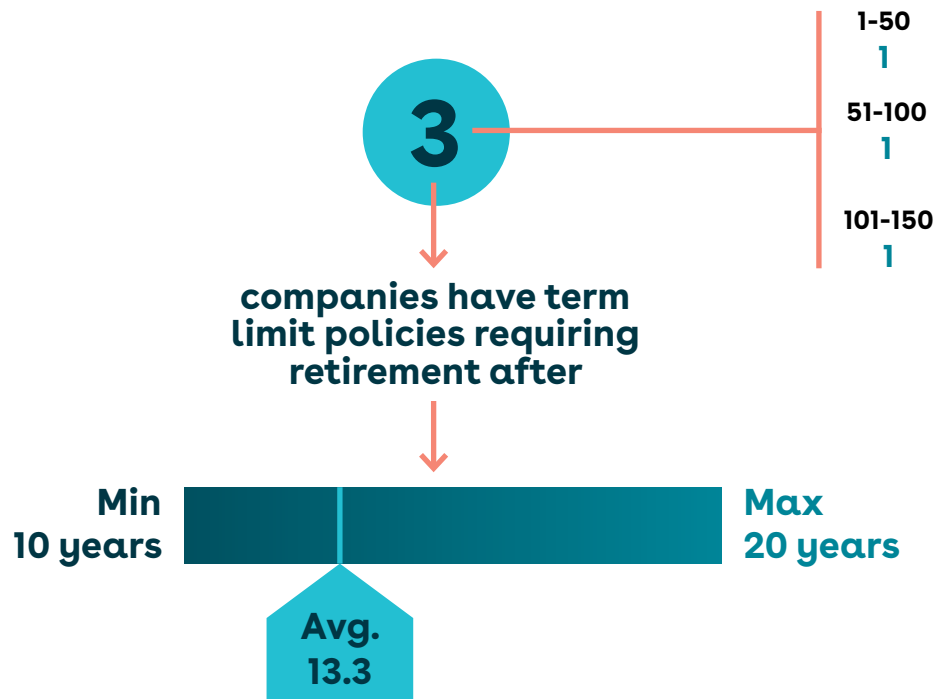 3
1-50
1
51-100
1
101-150
1
companies have term
limit policies requiring
retirement after
Min
10 years
Max
20 years
Avg.
13.3